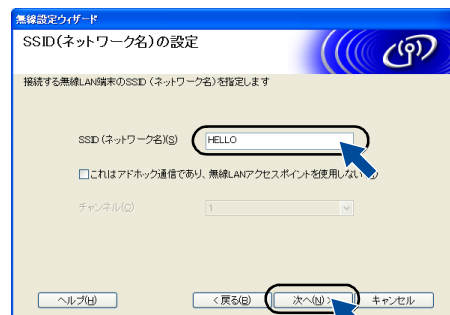 無線設定ウィザード
SSID(ネットワーク名)の設定
接続する無線LAN端末のSSID (ネットワーク名)を指定します
SSID (ネットワーク名)(S) HELLO
これはアドホック通信であり、無線LANアクセスポイントを使用しない
チャンネル(C) 1
ヘルプ(H) < 戻る(B) 次へ(N) > キャンセル